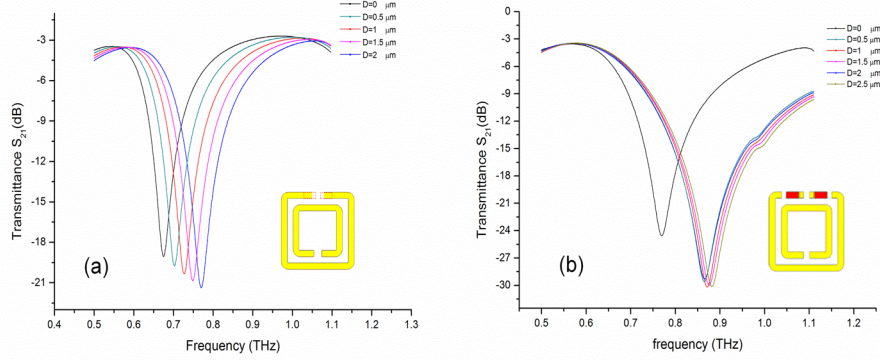 D=0 μm
D=0.5 μm
D=1 μm
D=1.5 μm
D=2 μm
-3
-6
-9
-12
-15
-18
-21
Transmittance S21(dB)
(a)
0.4 0.5 0.6 0.7 0.8 0.9 1.0 1.1 1.2 1.3
Frequency (THz)
D=0 μm
D=0.5 μm
D=1 μm
D=1.5 μm
D=2 μm
D=2.5 μm
0
-3
-6
-9
-12
-15
-18
-21
-24
-27
-30
Transmittance S21(dB)
(b)
0.5 0.6 0.7 0.8 0.9 1.0 1.1 1.2
frequency (THz)